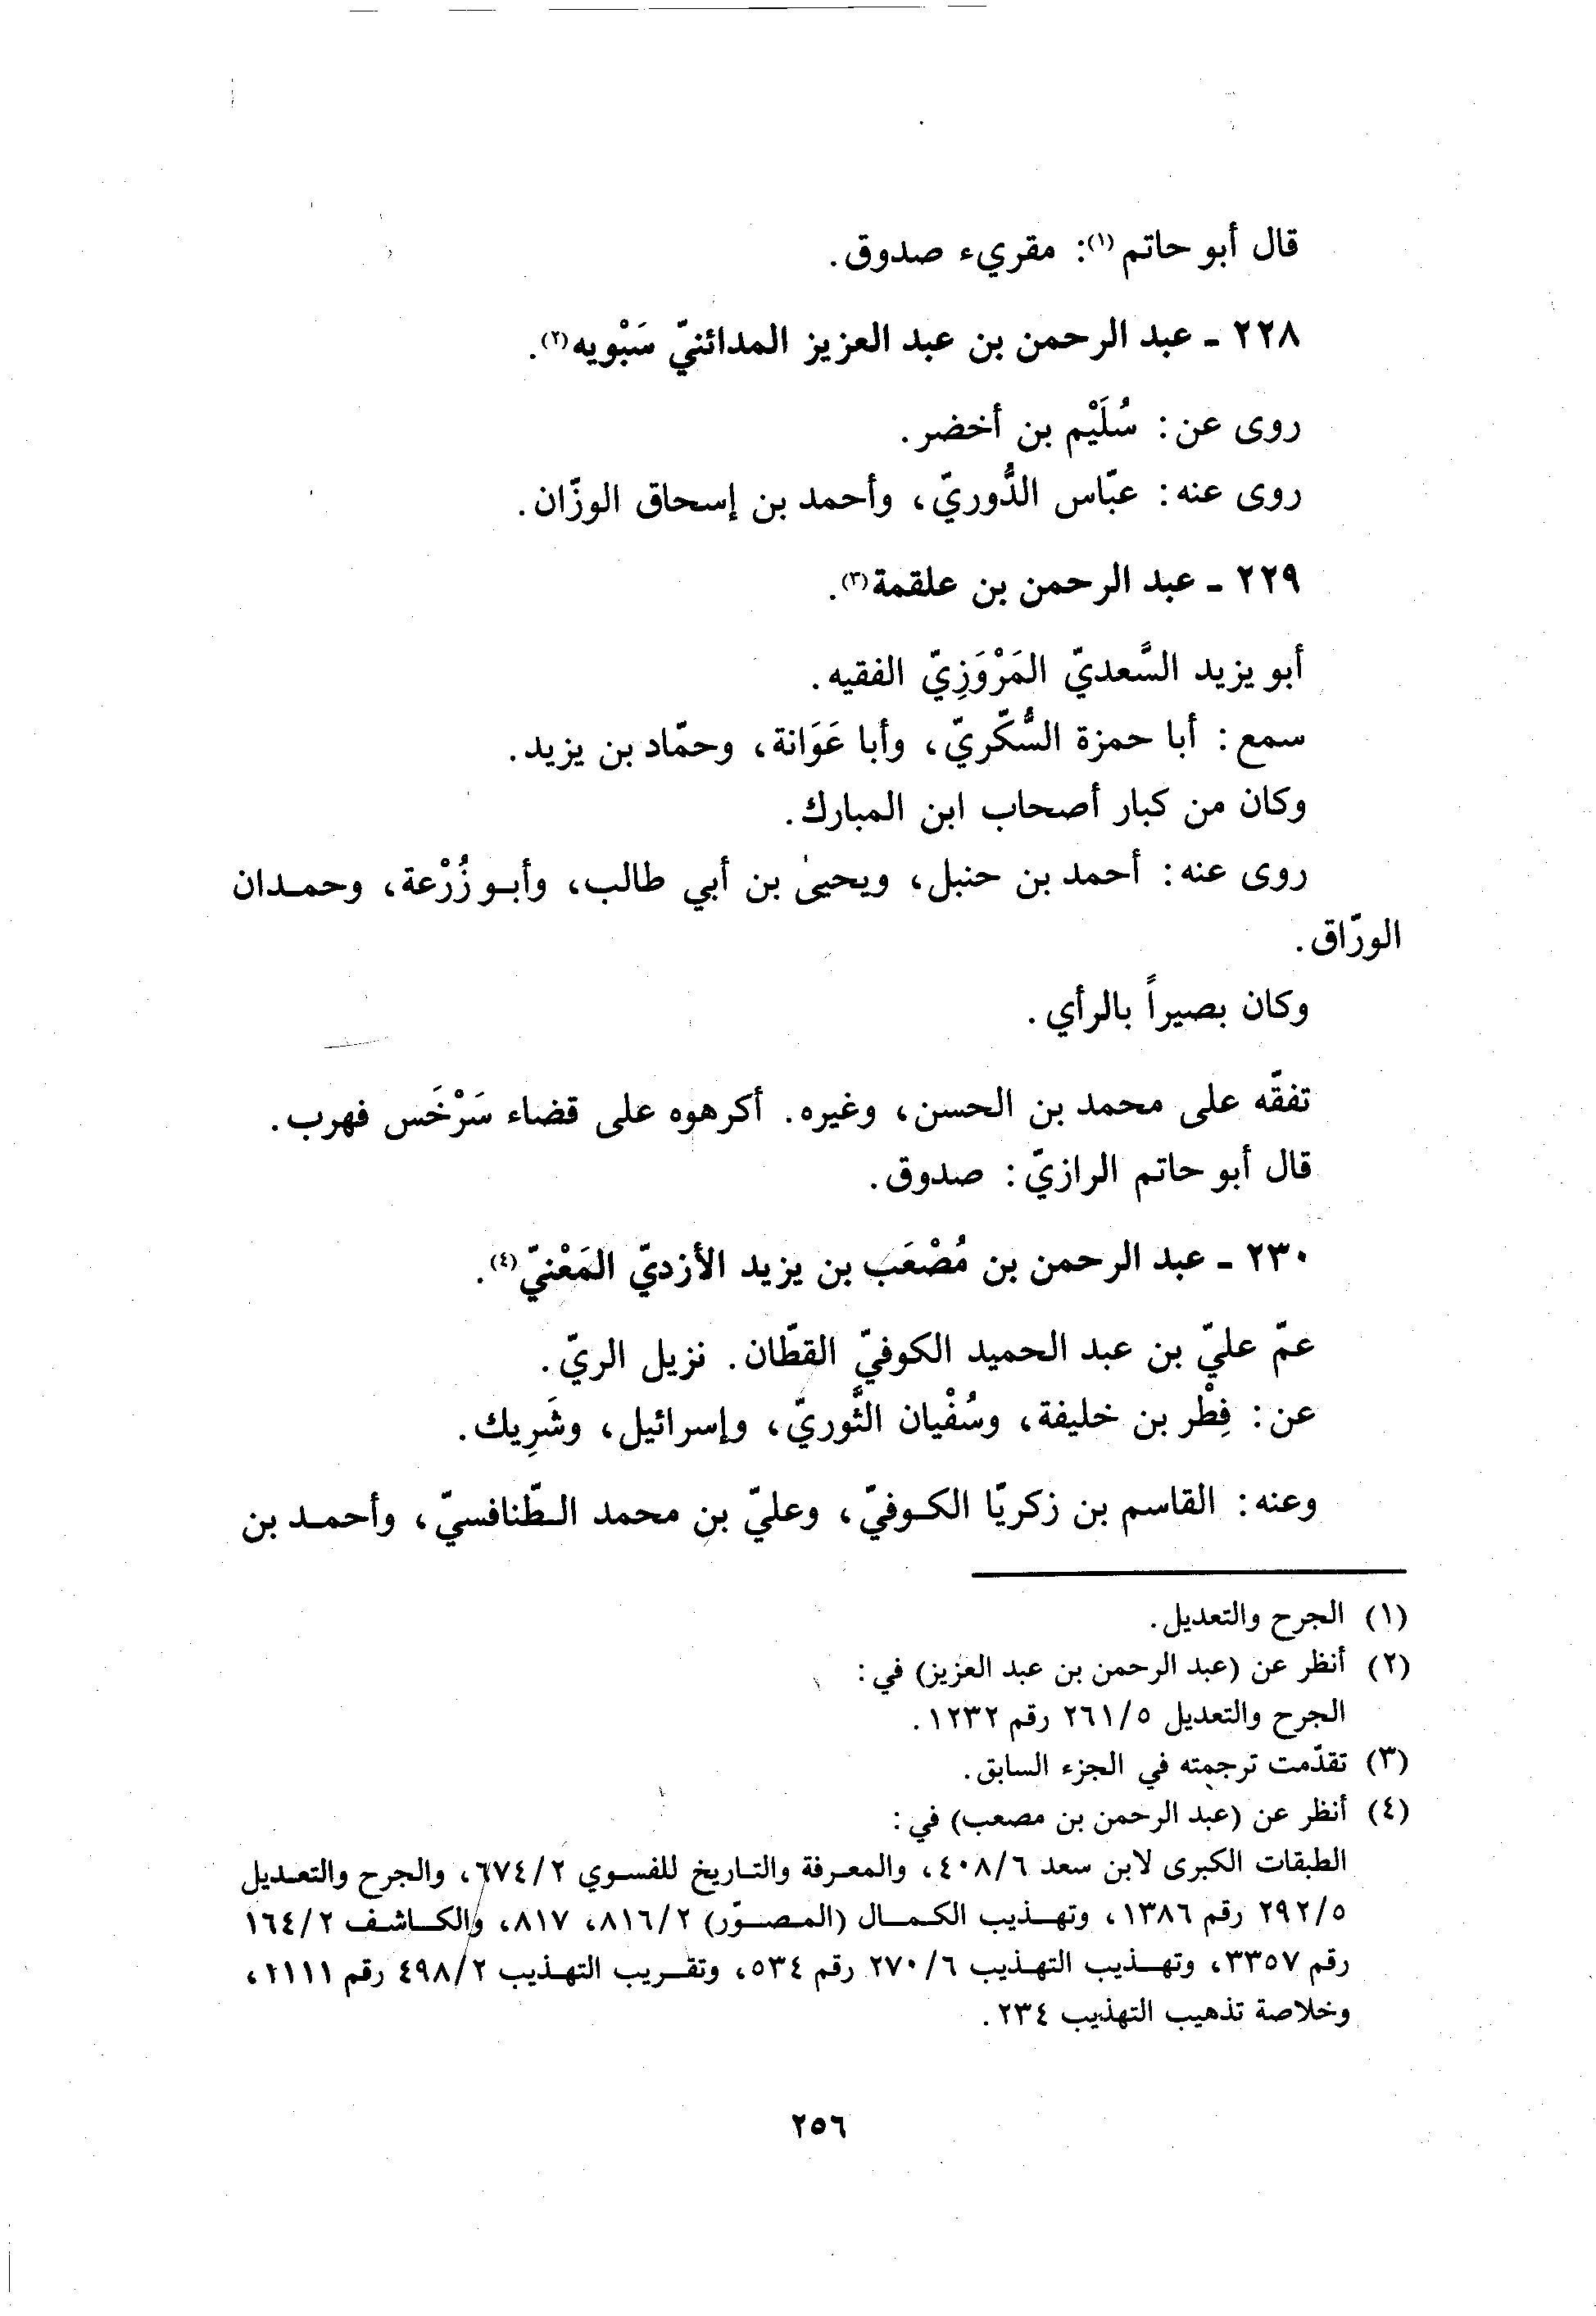 قال أبو حاتم(١): مقريء صدوق.
٢٢٨ ـ عبد الرحمن بن عبد العزيز المدائنيّ سَبْويه(٢).
روى عن: سُلَيْم بن أخضر.
روى عنه: عبّاس الدُّوريّ، وأحمد بن إسحاق الوزّان.
٢٢٩ ـ عبد الرحمن بن علقمة(٣).
أبو يزيد السَّعديّ المَرْوَزِيّ الفقيه.
سمع: أبا حمزة السُّكّريّ، وأبا عَوَانة، وحمّاد بن يزيد.
وكان من كبار أصحاب ابن المبارك.
روى عنه: أحمد بن حنبل، ويحيىٰ بن أبي طالب، وأبو زُرْعة، وحمدان
الورّاق.
وكان بصيراً بالرأي.
تفقّه على محمد بن الحسن، وغيره. أكرهوه على قضاء سَرْخَس فهرب.
قال أبو حاتم الرازيّ: صدوق.
٢٣٠ ـ عبد الرحمن بن مُصْعَب بن يزيد الأزديّ المَعْنيّ(٤).
عمّ عليّ بن عبد الحميد الكوفيّ القطّان. نزيل الريّ.
عن: فِطْر بن خليفة، وسُفْيان الثَّوريّ، وإسرائيل، وشَرِيك.
وعنه: القاسم بن زكريّا الكوفيّ، وعليّ بن محمد الطّنافسيّ، وأحمد بن
(١) الجرح والتعديل.
(٢) أنظر عن (عبد الرحمن بن عبد العزيز) في:
الجرح والتعديل ٢٦١/٥ رقم ١٢٣٢.
(٣) تقدّمت ترجمته في الجزء السابق.
(٤) أنظر عن (عبد الرحمن بن مصعب) في:
الطبقات الكبرى لابن سعد ٤٠٨/٦، والمعرفة والتاريخ للفسوي ٦٧٤/٢، والجرح والتعديل
٢٩٢/٥ رقم ١٣٨٦، وتهذيب الكمال (المصوّر) ٨١٦/٢، ٨١٧، والكاشف ١٦٤/٢
رقم ٣٣٥٧، وتهذيب التهذيب ٢٧٠/٦ رقم ٥٣٤، وتقريب التهذيب ٤٩٨/٢ رقم ١١١١،
وخلاصة تذهيب التهذيب ٢٣٤.
٢٥٦